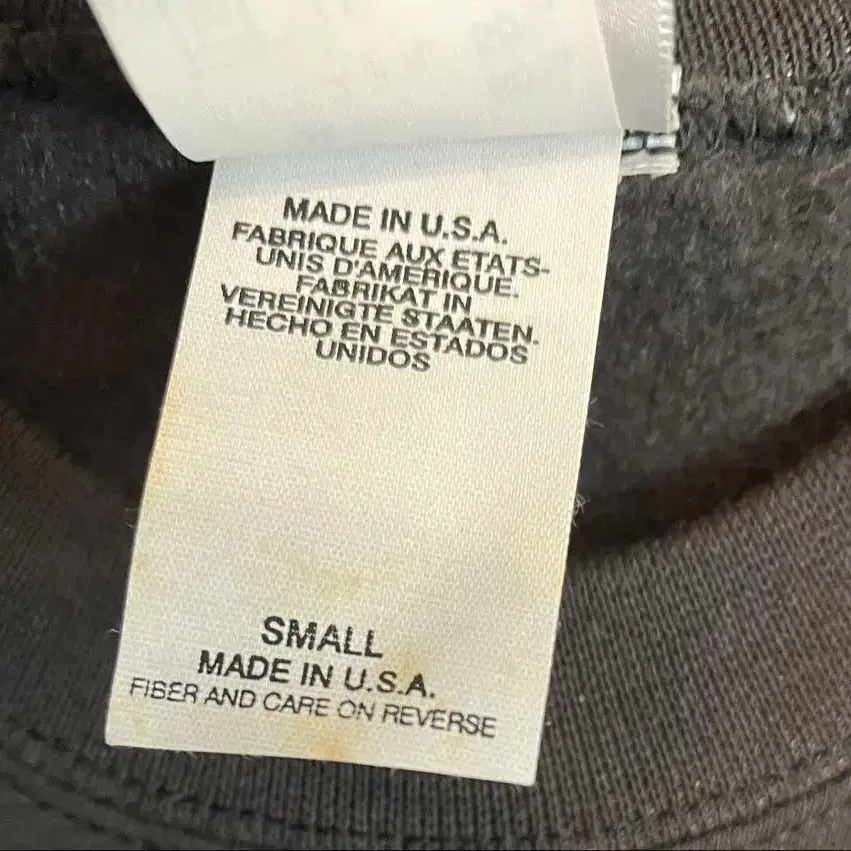 MADE IN U.S.A.
FABRIQUE AUX ETATS-
UNIS D'AMERIQUE.
FABRIKAT IN
VEREINIGTE STAATEN.
HECHO EN ESTADOS
UNIDOS
SMALL
MADE IN U.S.A.
FIBER AND CARE ON REVERSE